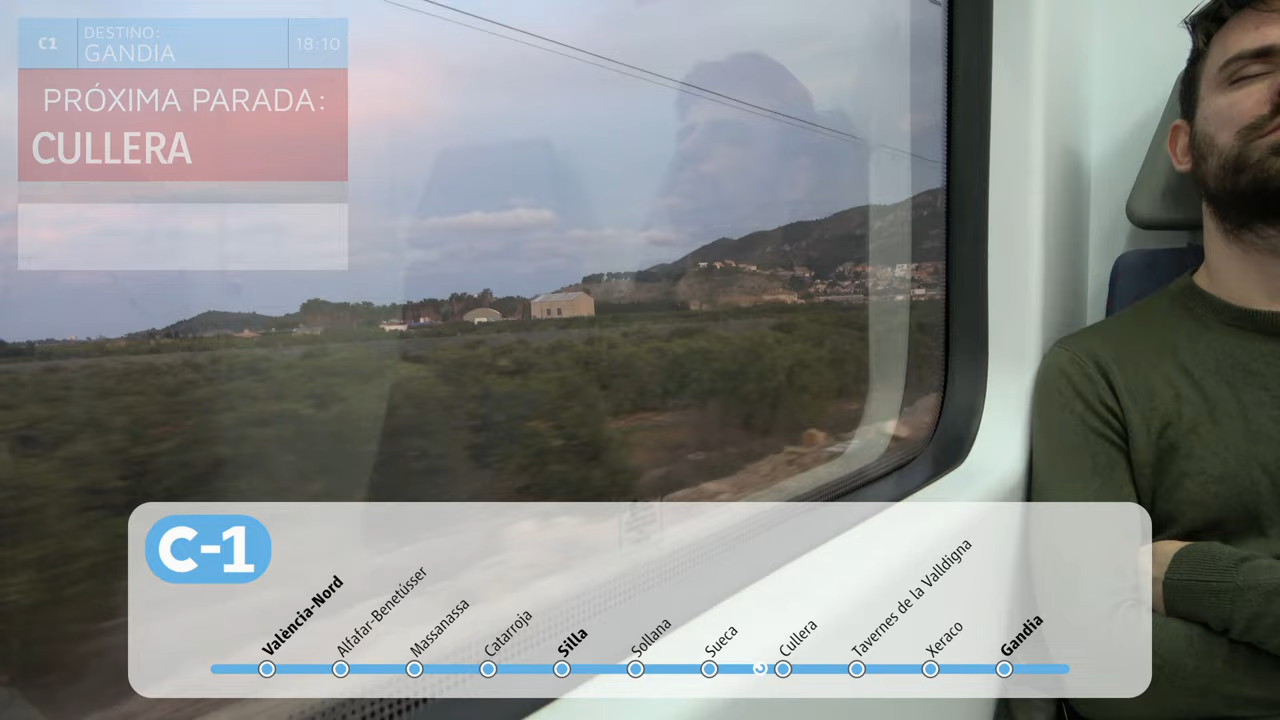 C1
DESTINO:
GANDIA
18:10
PRÓXIMA PARADA:
CULLERA
C-1
València-Nord
Alfafar-Benetússer
Massanassa
Catarroja
Silla
Sollana
Sueca
Cullera
Tavernes de la Valldigna
Xeraco
Gandia